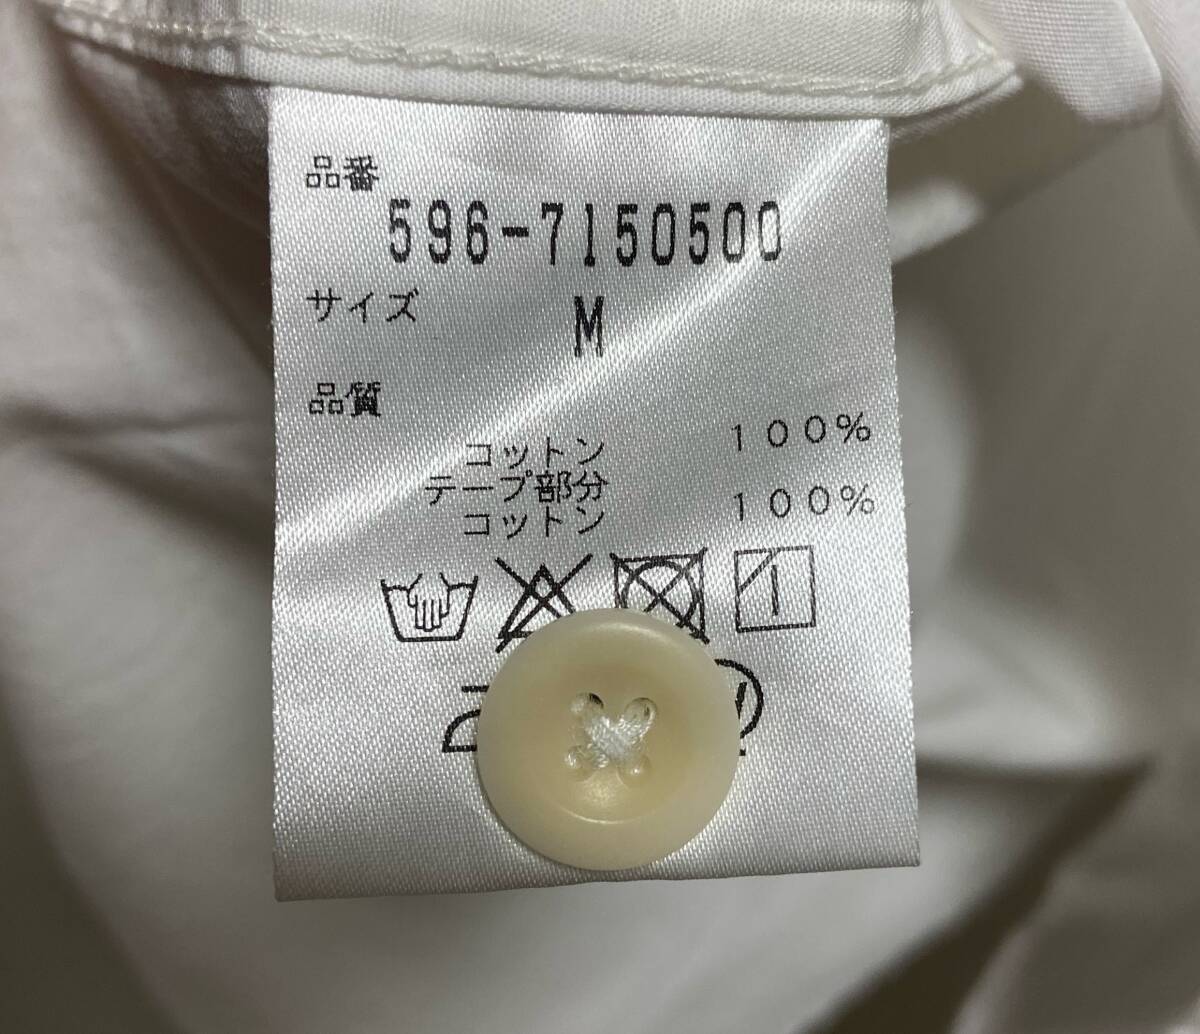 品番
596-7150500
サイズ M
品質
コットン 100%
テープ部分
コットン 100%